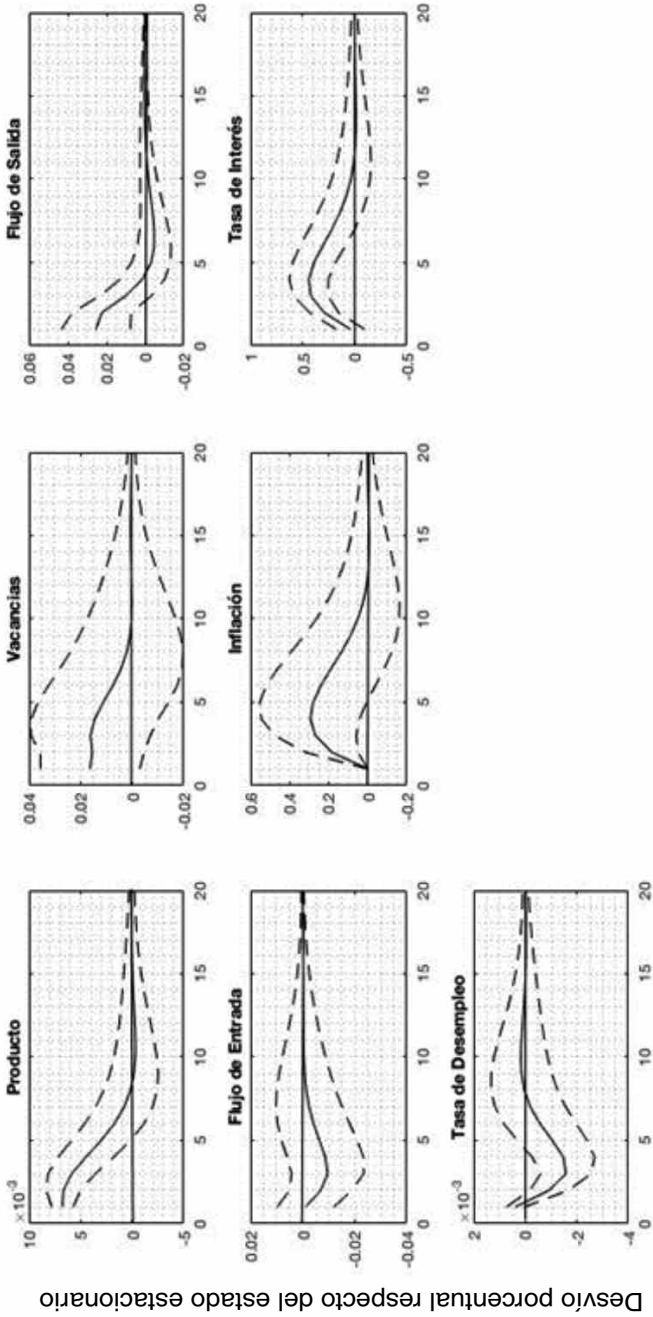 Desvío porcentual respecto del estado estacionario
Producto
×10⁻³
10
5
0
-5
0 5 10 15 20
Vacancias
0.04
0.02
0
-0.02
0 5 10 15 20
Flujo de Salida
0.06
0.04
0.02
0
-0.02
0 5 10 15 20
Flujo de Entrada
0.02
0
-0.02
-0.04
0 5 10 15 20
Inflación
0.6
0.4
0.2
0
-0.2
0 5 10 15 20
Tasa de Interés
1
0.5
0
-0.5
0 5 10 15 20
Tasa de Desempleo
×10⁻³
2
0
-2
-4
0 5 10 15 20